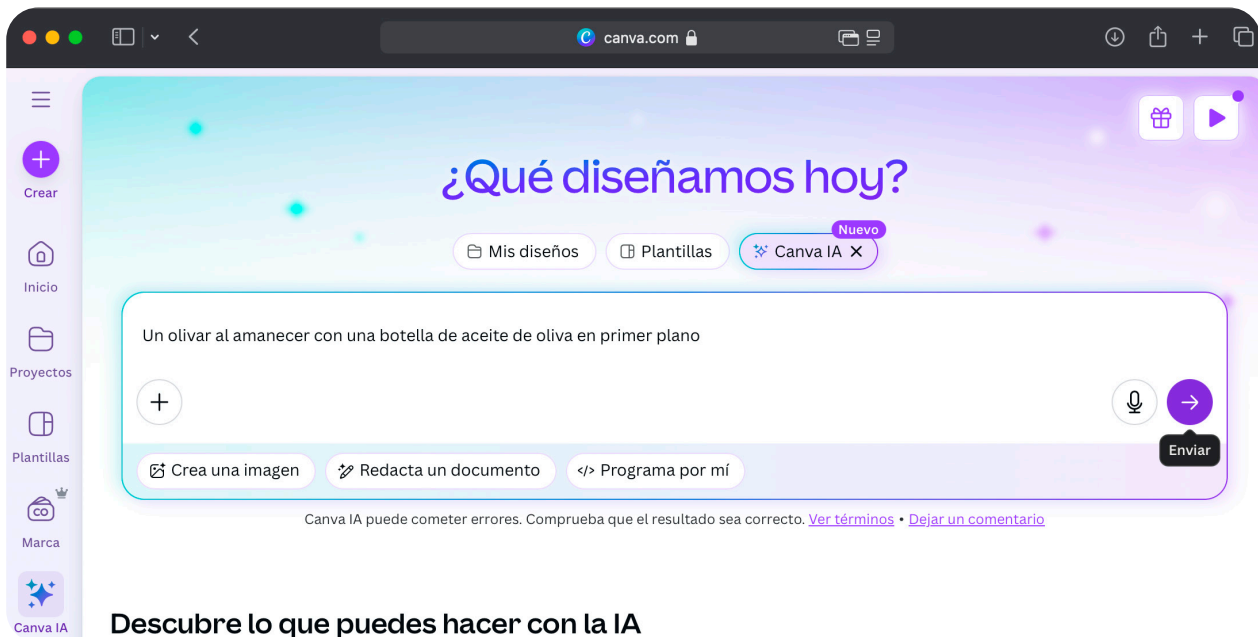 canva.com
Crear
Inicio
Proyectos
Plantillas
CO
Marca
Canva IA
¿Qué diseñamos hoy?
Nuevo
Mis diseños
Plantillas
Canva IA
Un olivar al amanecer con una botella de aceite de oliva en primer plano
Enviar
Crea una imagen
Redacta un documento
</> Programa por mí
Canva IA puede cometer errores. Comprueba que el resultado sea correcto. Ver términos • Dejar un comentario
Descubre lo que puedes hacer con la IA